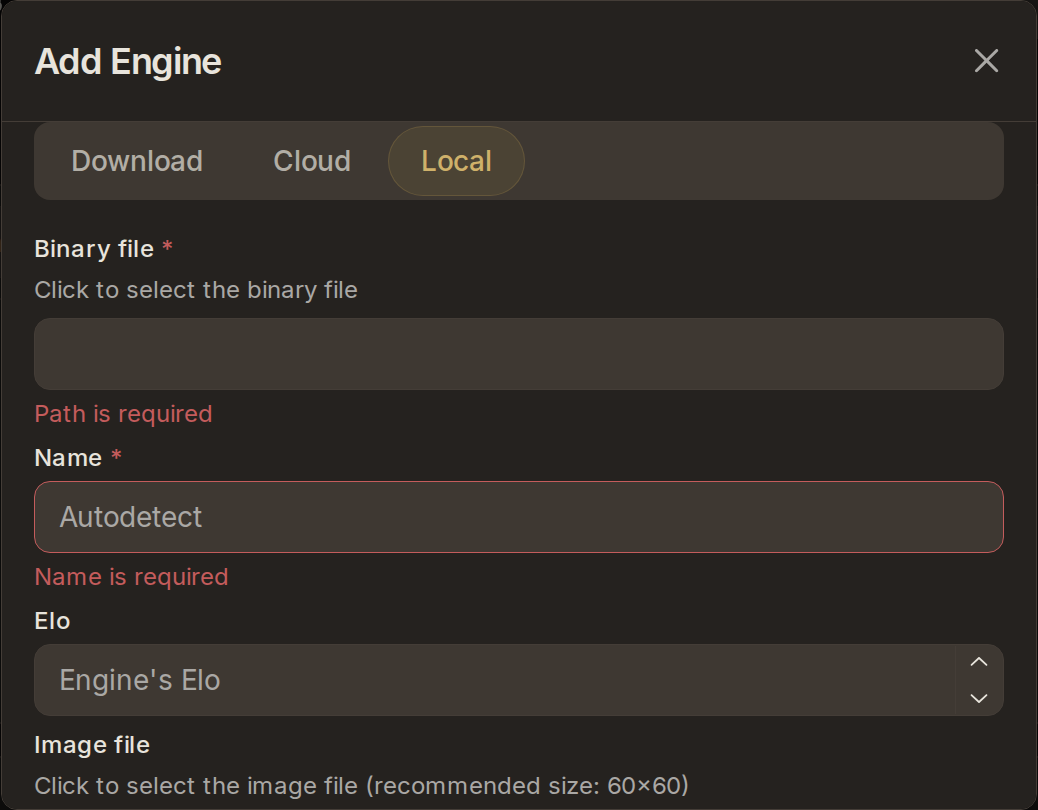 Add Engine
Download Cloud Local
Binary file *
Click to select the binary file
Path is required
Name *
Autodetect
Name is required
Elo
Engine's Elo
Image file
Click to select the image file (recommended size: 60×60)